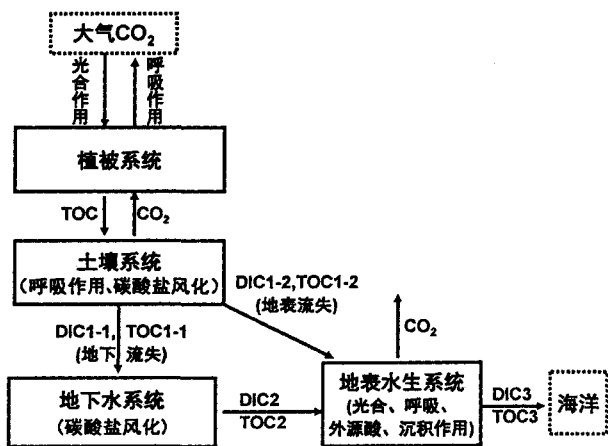 大气CO₂
光合作用
呼吸作用
植被系统
TOC
CO₂
土壤系统
（呼吸作用、碳酸盐风化）
DIC1-2,TOC1-2
(地表流失)
CO₂
DIC1-1, TOC1-1
(地下 流失)
地下水系统
（碳酸盐风化）
DIC2
TOC2
地表水生系统
（光合、呼吸、
外源酸、沉积作用）
DIC3
TOC3
海洋